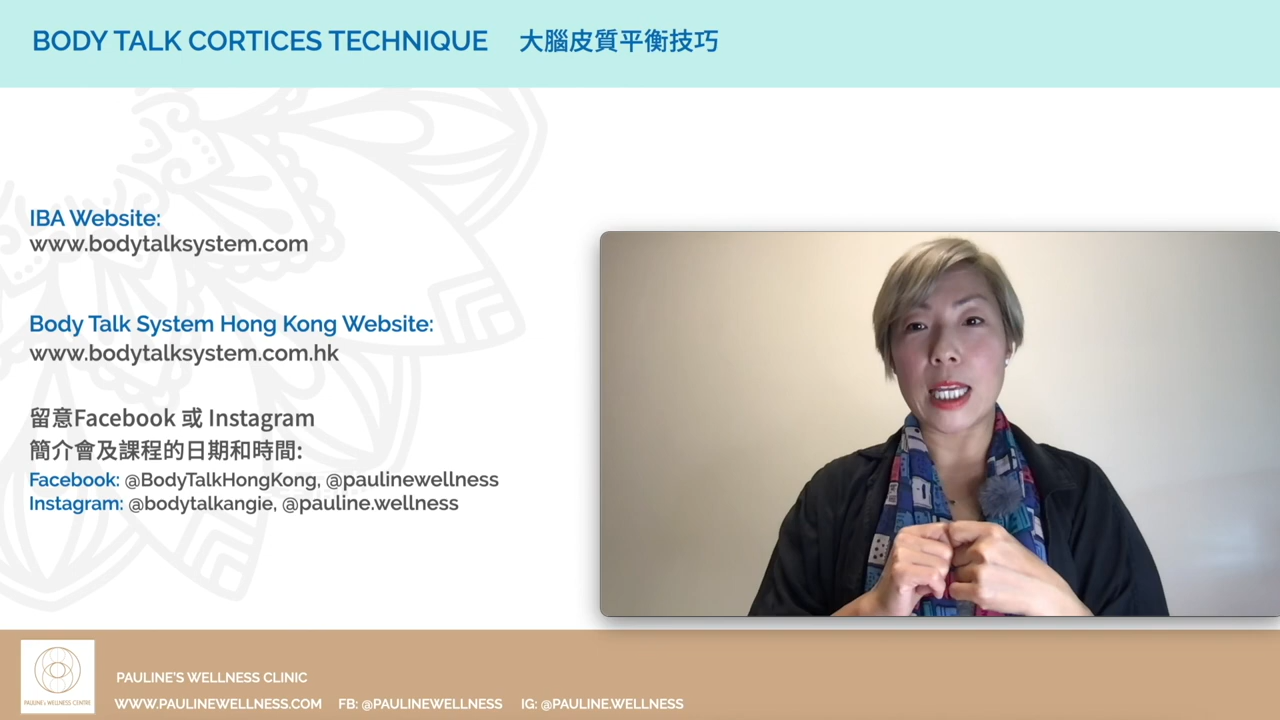 BODY TALK CORTICES TECHNIQUE 大腦皮質平衡技巧
IBA Website:
www.bodytalksystem.com
Body Talk System Hong Kong Website:
www.bodytalksystem.com.hk
留意Facebook 或 Instagram
簡介會及課程的日期和時間:
Facebook: @BodyTalkHongKong, @paulinewellness
Instagram: @bodytalkangie, @pauline.wellness
PAULINE'S WELLNESS CENTRE
PAULINE'S WELLNESS CLINIC
WWW.PAULINEWELLNESS.COM FB: @PAULINEWELLNESS IG: @PAULINE.WELLNESS